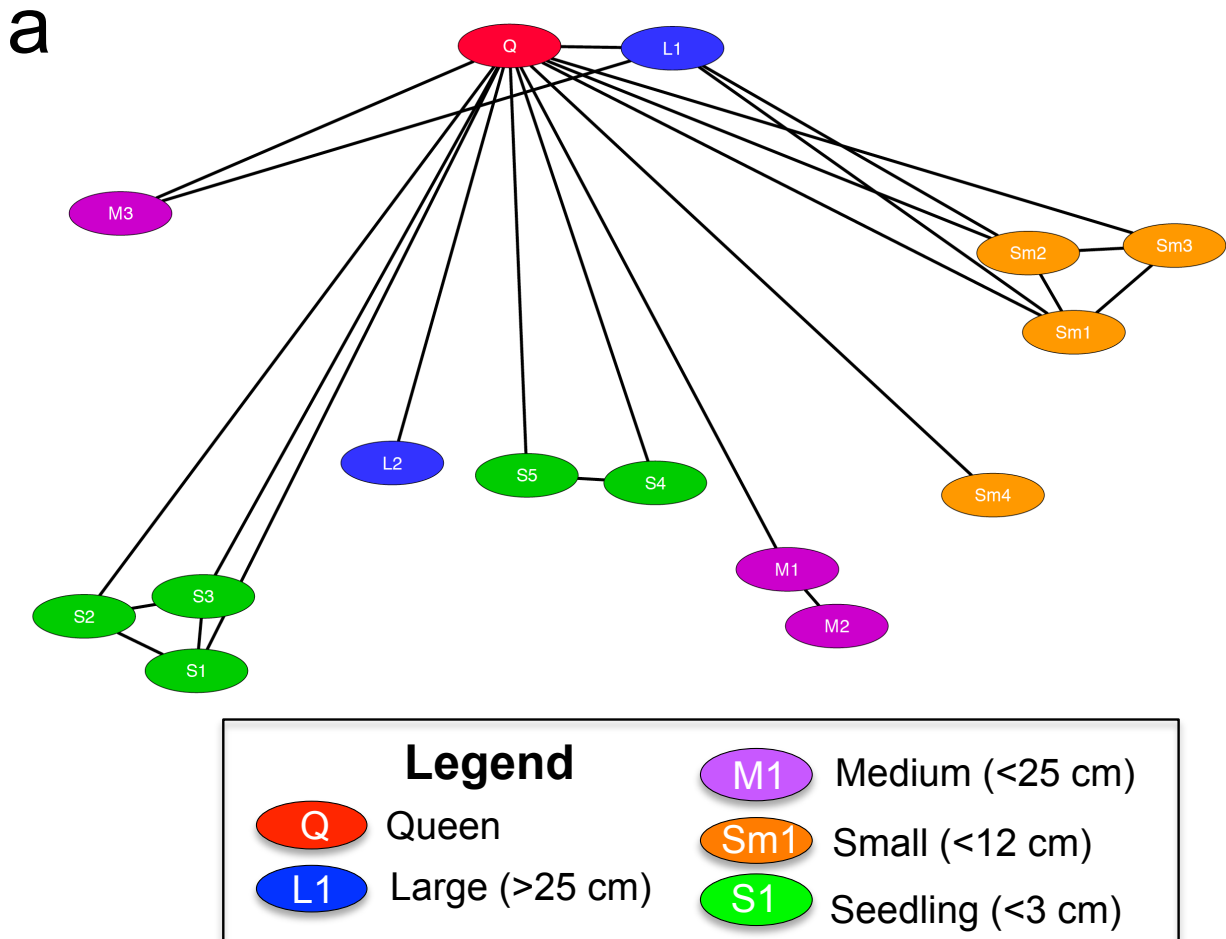 a
Q
L1
M3
Sm2
Sm3
Sm1
L2
S5
S4
Sm4
M1
S3
S2
M2
S1
Legend
Q Queen
L1 Large (>25 cm)
M1 Medium (<25 cm)
Sm1 Small (<12 cm)
S1 Seedling (<3 cm)